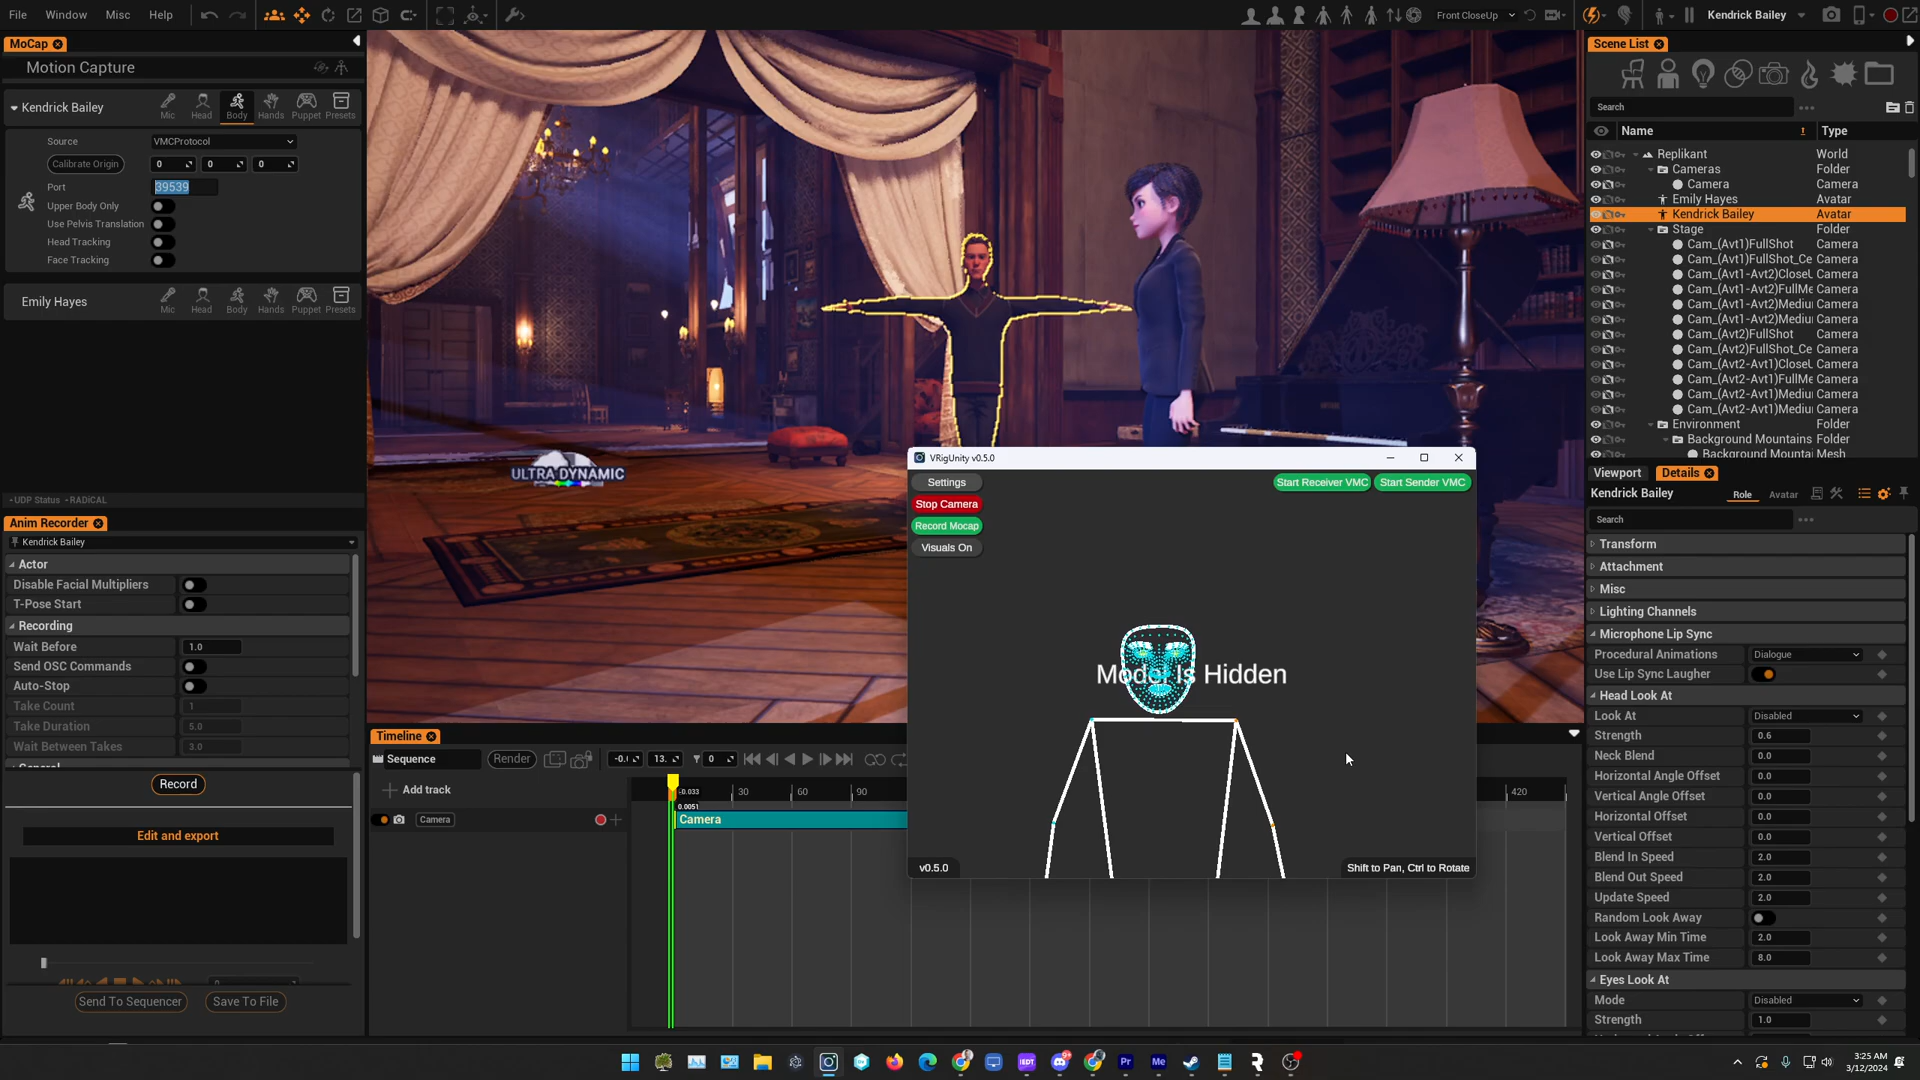 File Window Misc Help
Front CloseUp
Kendrick Bailey
MoCap
Motion Capture
Kendrick Bailey
Mic Head Body Hands Puppet Presets
Source VMCProtocol
Calibrate Origin 0 0 0
Port 39539
Upper Body Only
Use Pelvis Translation
Head Tracking
Face Tracking
Emily Hayes
Mic Head Body Hands Puppet Presets
UDP Status RADiCAL
Anim Recorder
Kendrick Bailey
Actor
Disable Facial Multipliers
T-Pose Start
Recording
Wait Before 1.0
Send OSC Commands
Auto-Stop
Take Count 1
Take Duration 5.0
Wait Between Takes 3.0
Record
Edit and export
Send To Sequencer Save To File
ULTRA DYNAMIC
VRigUnity v0.5.0
Settings
Stop Camera
Record Mocap
Visuals On
Start Receiver VMC Start Sender VMC
Model Is Hidden
v0.5.0
Shift to Pan, Ctrl to Rotate
Timeline
Sequence Render 13. 0
Add track
-0.033 30 60 90 420
0.0051
Camera
Camera
Scene List
Search
Name Type
Replikant World
Cameras Folder
Camera Camera
Emily Hayes Avatar
Kendrick Bailey Avatar
Stage Folder
Cam_(Avt1)FullShot Camera
Cam_(Avt1)FullShot_Ce Camera
Cam_(Avt1-Avt2)CloseU Camera
Cam_(Avt1-Avt2)FullMe Camera
Cam_(Avt1-Avt2)Mediu Camera
Cam_(Avt1-Avt2)Mediu Camera
Cam_(Avt2)FullShot Camera
Cam_(Avt2)FullShot_Ce Camera
Cam_(Avt2-Avt1)CloseU Camera
Cam_(Avt2-Avt1)FullMe Camera
Cam_(Avt2-Avt1)Mediu Camera
Cam_(Avt2-Avt1)Mediu Camera
Environment Folder
Background Mountains Folder
Background Mountai Mesh
Viewport Details
Kendrick Bailey Role Avatar
Search
Transform
Attachment
Misc
Lighting Channels
Microphone Lip Sync
Procedural Animations Dialogue
Use Lip Sync Laugher
Head Look At
Look At Disabled
Strength 0.6
Neck Blend 0.0
Horizontal Angle Offset 0.0
Vertical Angle Offset 0.0
Horizontal Offset 0.0
Vertical Offset 0.0
Blend In Speed 2.0
Blend Out Speed 2.0
Update Speed 2.0
Random Look Away
Look Away Min Time 2.0
Look Away Max Time 8.0
Eyes Look At
Mode Disabled
Strength 1.0
3:25 AM
3/12/2024